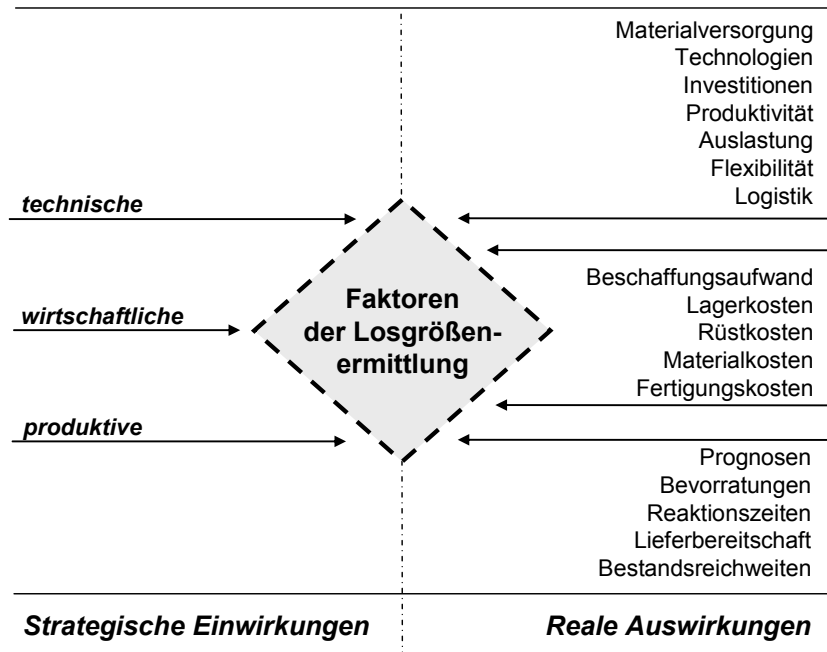 Materialversorgung
Technologien
Investitionen
Produktivität
Auslastung
Flexibilität
Logistik
technische
wirtschaftliche
produktive
Faktoren
der Losgrößen-
ermittlung
Beschaffungsaufwand
Lagerkosten
Rüstkosten
Materialkosten
Fertigungskosten
Prognosen
Bevorratungen
Reaktionszeiten
Lieferbereitschaft
Bestandsreichweiten
Strategische Einwirkungen
Reale Auswirkungen